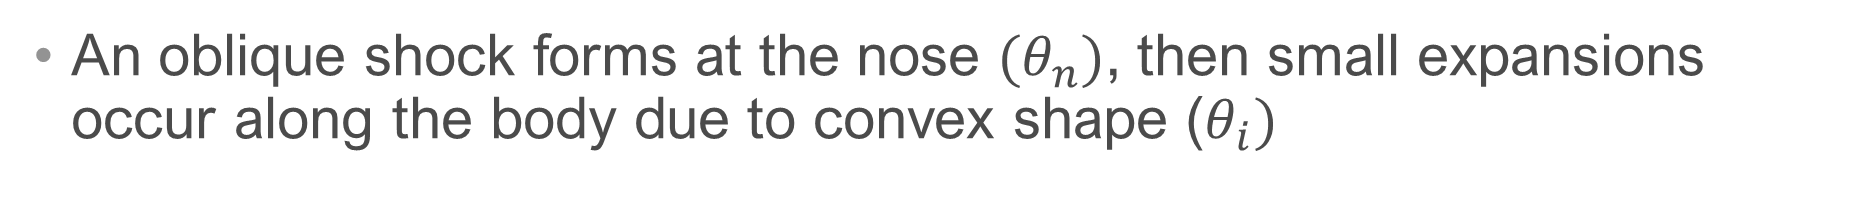 • An oblique shock forms at the nose (θₙ), then small expansions
occur along the body due to convex shape (θᵢ)